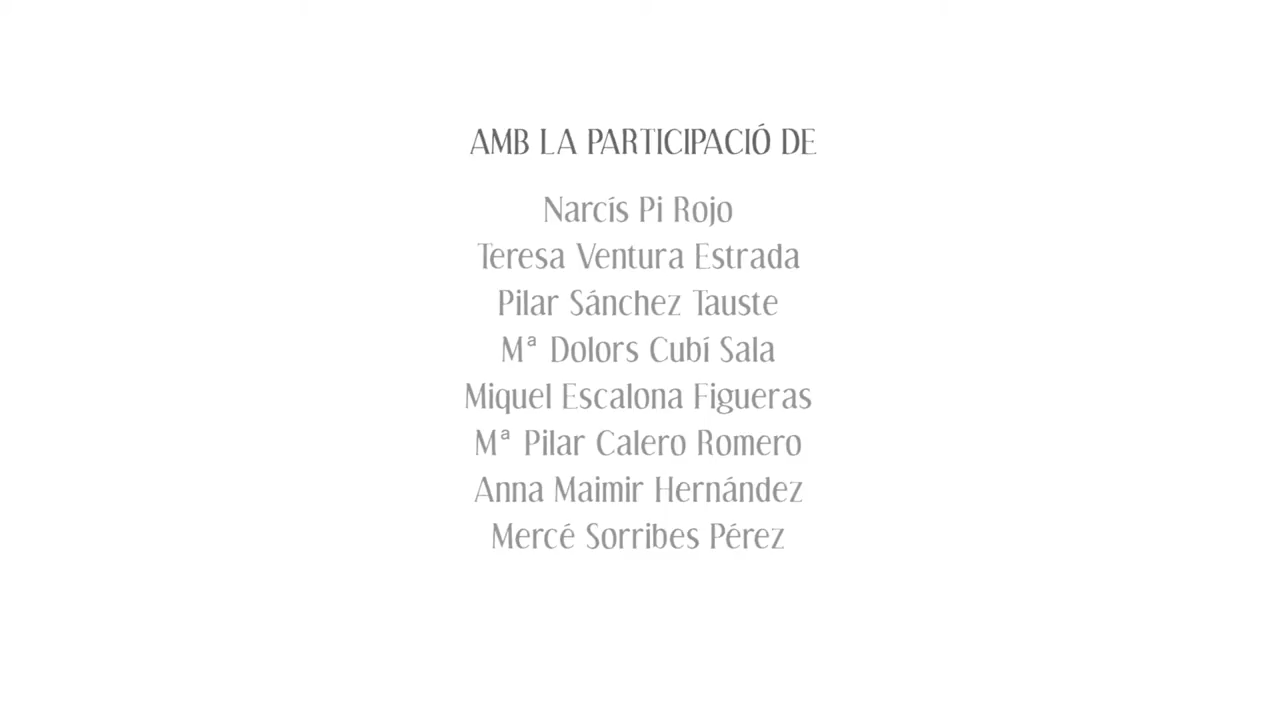 AMB LA PARTICIPACIÓ DE
Narcís Pi Rojo
Teresa Ventura Estrada
Pilar Sánchez Tauste
Mª Dolors Cubí Sala
Miquel Escalona Figueras
Mª Pilar Calero Romero
Anna Maimir Hernández
Mercé Sorribes Pérez